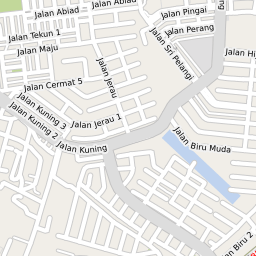 Jalan Abiad
Jalan Abiad
Jalan Pingai
Jalan Tekun 1
Jalan Perang
Jalan Maju
Jalan Sri Pelangi
Jalan Jerau
Jalan Cermat 5
Jalan Kuning 3
Jalan Kuning 2
Jalan Jerau 1
Jalan Kuning
Jalan Biru Muda
Jalan Biru 2